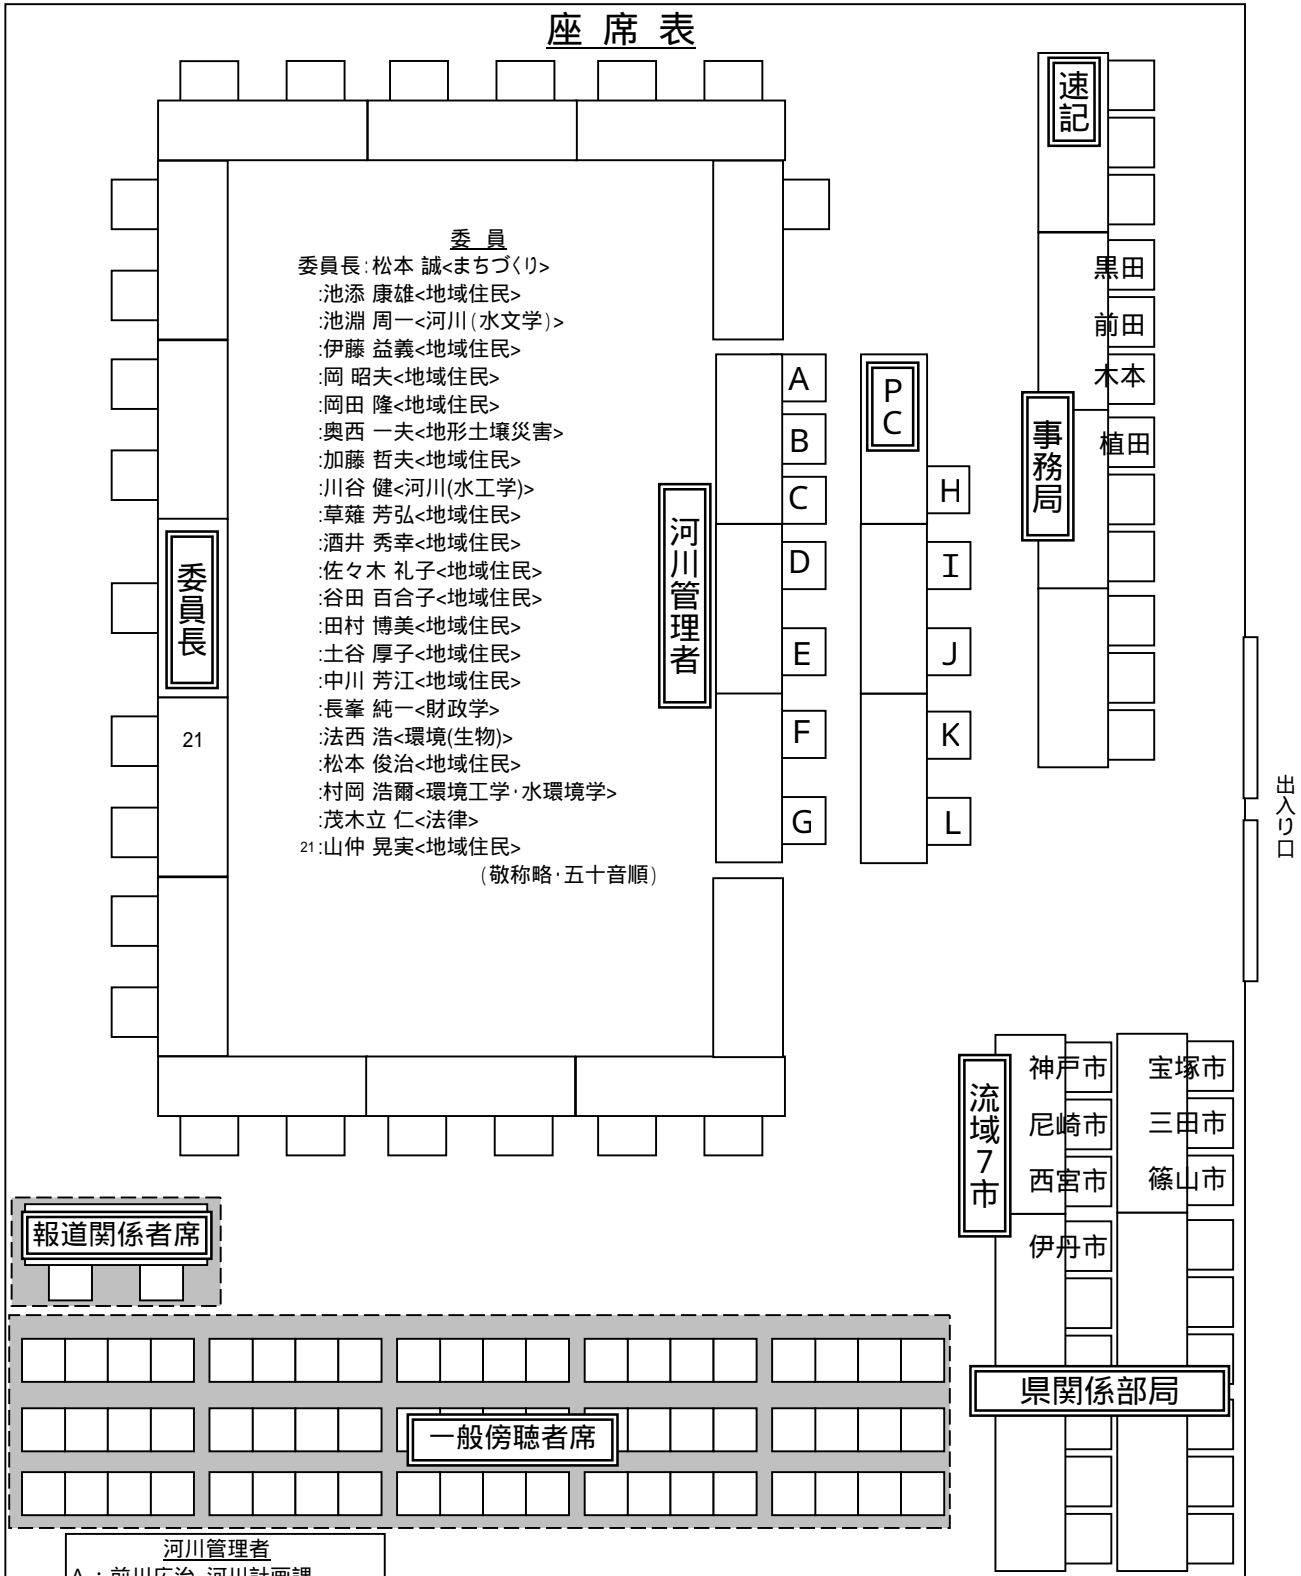 座 席 表
速記
委 員
委員長:松本 誠<まちづくり>
:池添 康雄<地域住民>
:池淵 周一<河川(水文学)>
:伊藤 益義<地域住民>
:岡 昭夫<地域住民>
:岡田 隆<地域住民>
:奥西 一夫<地形土壌災害>
:加藤 哲夫<地域住民>
:川谷 健<河川(水工学)>
:草薙 芳弘<地域住民>
:酒井 秀幸<地域住民>
:佐々木 礼子<地域住民>
:谷田 百合子<地域住民>
:田村 博美<地域住民>
:土谷 厚子<地域住民>
:中川 芳江<地域住民>
:長峯 純一<財政学>
:法西 浩<環境(生物)>
:松本 俊治<地域住民>
:村岡 浩爾<環境工学・水環境学>
:茂木立 仁<法律>
21:山仲 晃実<地域住民>
(敬称略・五十音順)
委員長
21
河川管理者
A
B
C
D
E
F
G
PC
H
I
J
K
L
黒田
前田
木本
植田
事務局
出入り口
流域7市
神戸市
尼崎市
西宮市
伊丹市
宝塚市
三田市
篠山市
県関係部局
報道関係者席
一般傍聴者席
河川管理者
A:前川広治 河川計画課